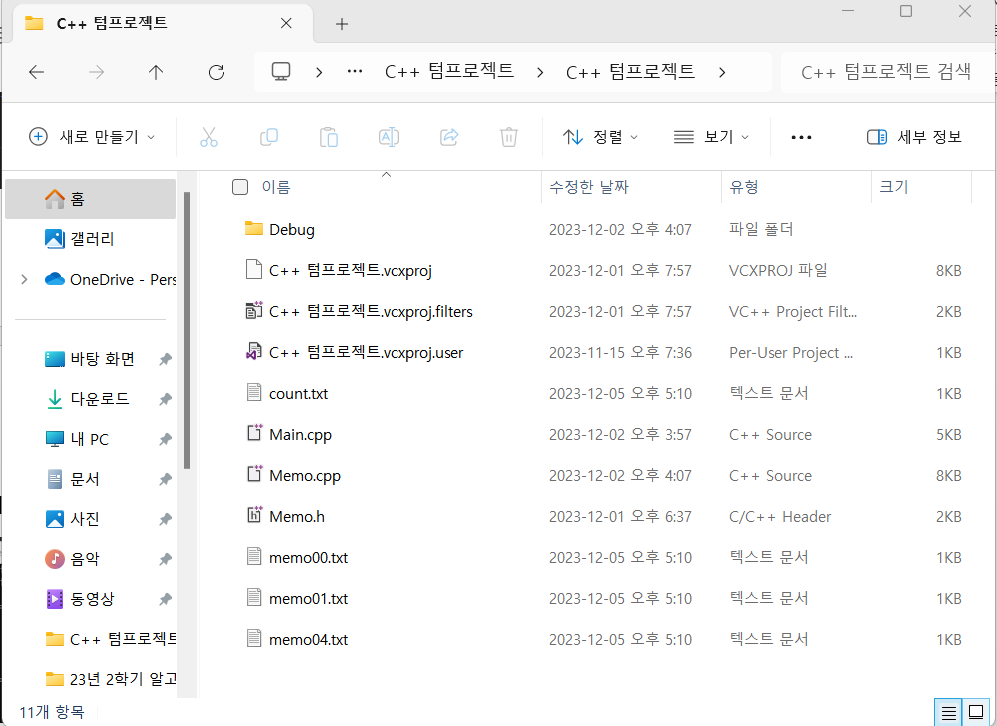 C++ 텀프로젝트
C++ 텀프로젝트 C++ 텀프로젝트 C++ 텀프로젝트 검색
새로 만들기 정렬 보기 세부 정보
이름 수정한 날짜 유형 크기
홈
갤러리
OneDrive - Pers
바탕 화면
다운로드
내 PC
문서
사진
음악
동영상
C++ 텀프로젝트
23년 2학기 알고
Debug 2023-12-02 오후 4:07 파일 폴더
C++ 텀프로젝트.vcxproj 2023-12-01 오후 7:57 VCXPROJ 파일 8KB
C++ 텀프로젝트.vcxproj.filters 2023-12-01 오후 7:57 VC++ Project Filt... 2KB
C++ 텀프로젝트.vcxproj.user 2023-11-15 오후 7:36 Per-User Project ... 1KB
count.txt 2023-12-05 오후 5:10 텍스트 문서 1KB
Main.cpp 2023-12-02 오후 3:57 C++ Source 5KB
Memo.cpp 2023-12-02 오후 4:07 C++ Source 8KB
Memo.h 2023-12-01 오후 6:37 C/C++ Header 2KB
memo00.txt 2023-12-05 오후 5:10 텍스트 문서 1KB
memo01.txt 2023-12-05 오후 5:10 텍스트 문서 1KB
memo04.txt 2023-12-05 오후 5:10 텍스트 문서 1KB
11개 항목